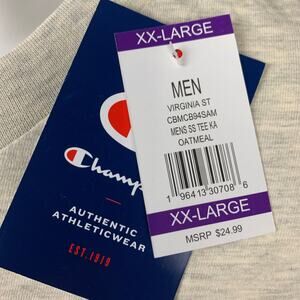 XX-LARGE
MEN
VIRGINIA ST
CBMCB94SAM
MENS SS TEE KA
OATMEAL
1 96413 30708 6
XX-LARGE
MSRP $24.99
Champ
AUTHENTIC
ATHLETICWEAR
EST. 1919